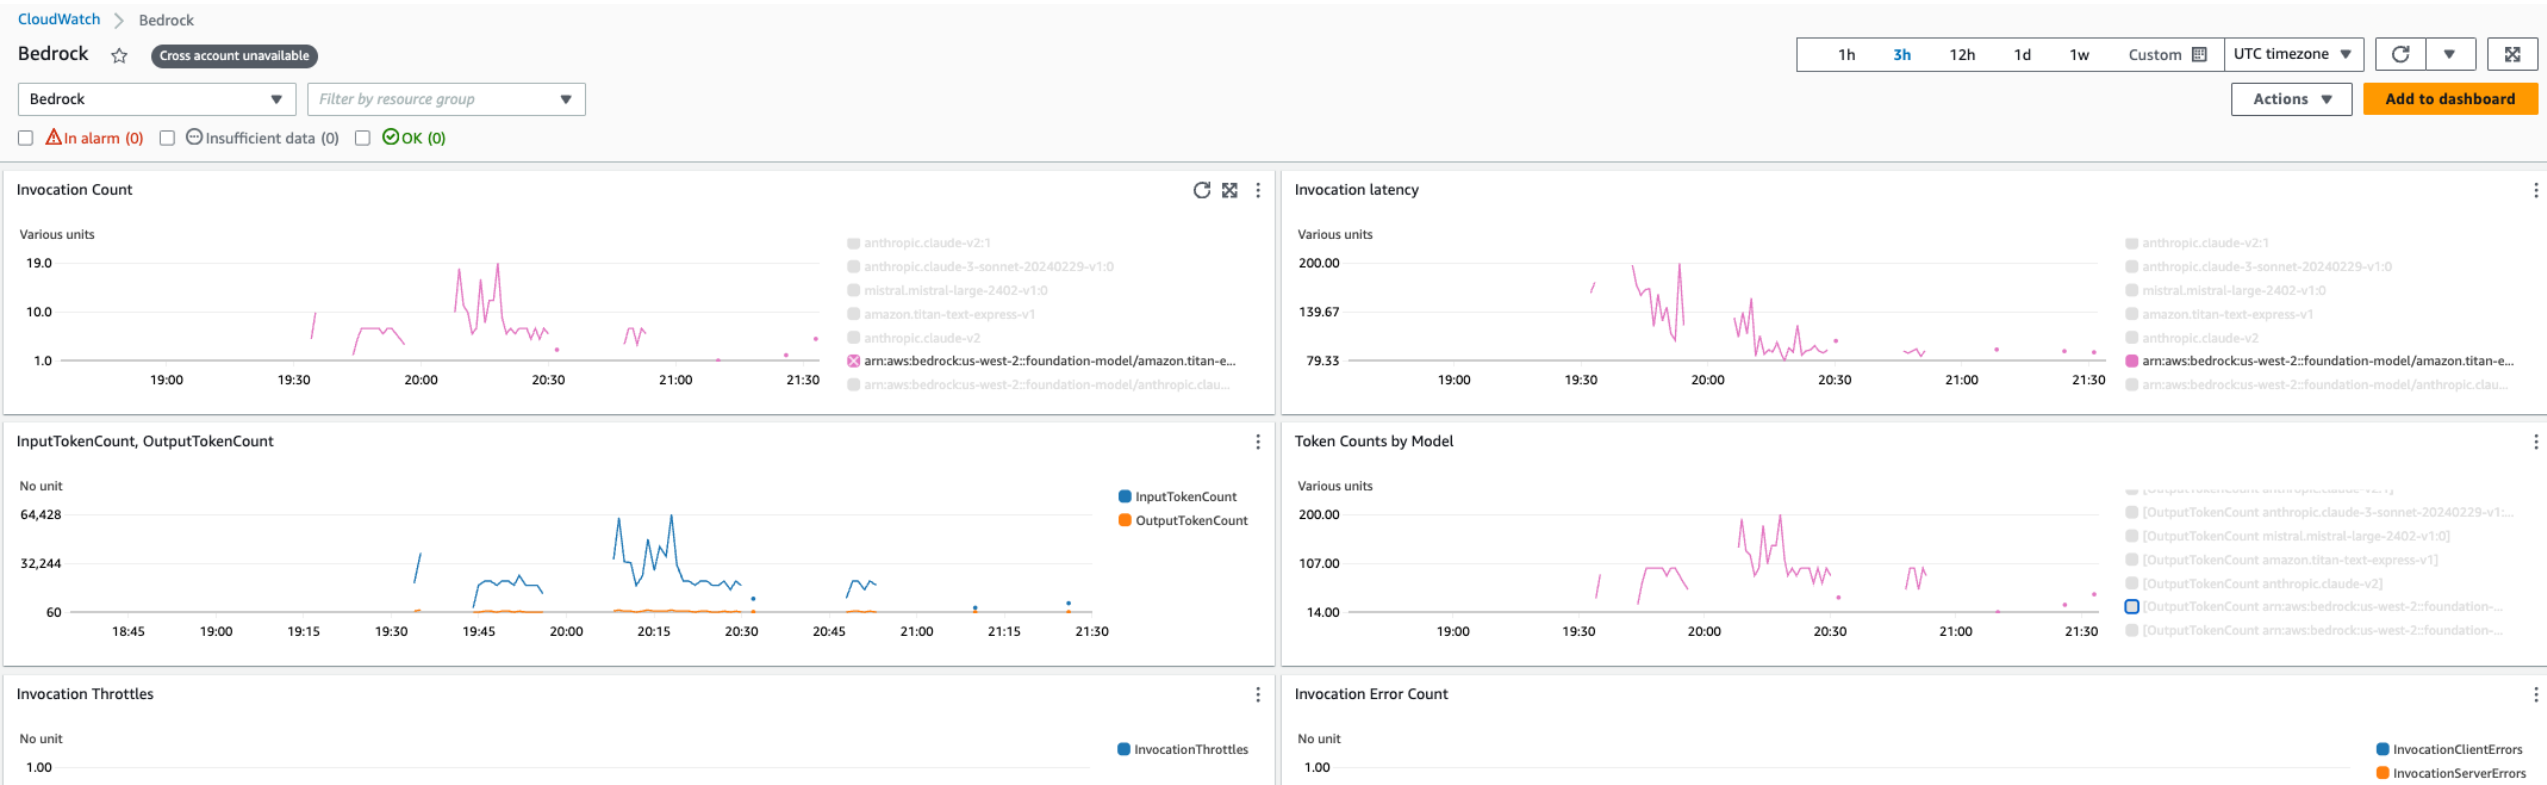 CloudWatch > Bedrock
Bedrock Cross account unavailable
1h 3h 12h 1d 1w Custom UTC timezone
Bedrock Filter by resource group
Actions Add to dashboard
In alarm (0) Insufficient data (0) OK (0)
Invocation Count
Various units
19.0
10.0
1.0
19:00 19:30 20:00 20:30 21:00 21:30
anthropic.claude-v2:1
anthropic.claude-3-sonnet-20240229-v1:0
mistral.mistral-large-2402-v1:0
amazon.titan-text-express-v1
anthropic.claude-v2
arn:aws:bedrock:us-west-2::foundation-model/amazon.titan-e...
arn:aws:bedrock:us-west-2::foundation-model/anthropic.clau...
Invocation latency
Various units
200.00
139.67
79.33
19:00 19:30 20:00 20:30 21:00 21:30
anthropic.claude-v2:1
anthropic.claude-3-sonnet-20240229-v1:0
mistral.mistral-large-2402-v1:0
amazon.titan-text-express-v1
anthropic.claude-v2
arn:aws:bedrock:us-west-2::foundation-model/amazon.titan-e...
arn:aws:bedrock:us-west-2::foundation-model/anthropic.clau...
InputTokenCount, OutputTokenCount
No unit
64,428
32,244
60
18:45 19:00 19:15 19:30 19:45 20:00 20:15 20:30 20:45 21:00 21:15 21:30
InputTokenCount
OutputTokenCount
Token Counts by Model
Various units
200.00
107.00
14.00
19:00 19:30 20:00 20:30 21:00 21:30
[OutputTokenCount anthropic.claude-v2:1]
[OutputTokenCount anthropic.claude-3-sonnet-20240229-v1:...
[OutputTokenCount mistral.mistral-large-2402-v1:0]
[OutputTokenCount amazon.titan-text-express-v1]
[OutputTokenCount anthropic.claude-v2]
[OutputTokenCount arn:aws:bedrock:us-west-2::foundation-...
[OutputTokenCount arn:aws:bedrock:us-west-2::foundation-...
Invocation Throttles
No unit
1.00
InvocationThrottles
Invocation Error Count
No unit
1.00
InvocationClientErrors
InvocationServerErrors